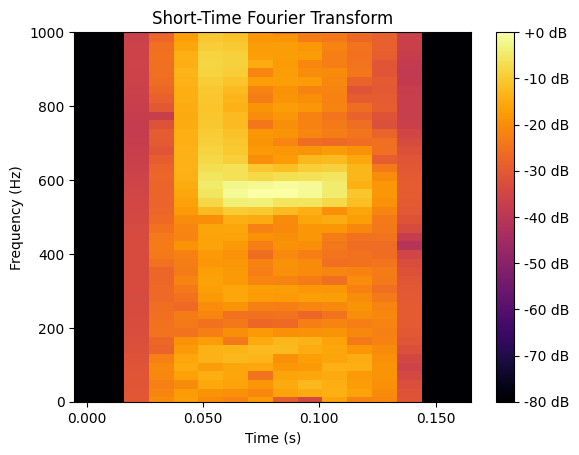 Short-Time Fourier Transform
1000
800
600
400
200
0
Frequency (Hz)
0.000
0.050
0.100
0.150
Time (s)
+0 dB
-10 dB
-20 dB
-30 dB
-40 dB
-50 dB
-60 dB
-70 dB
-80 dB